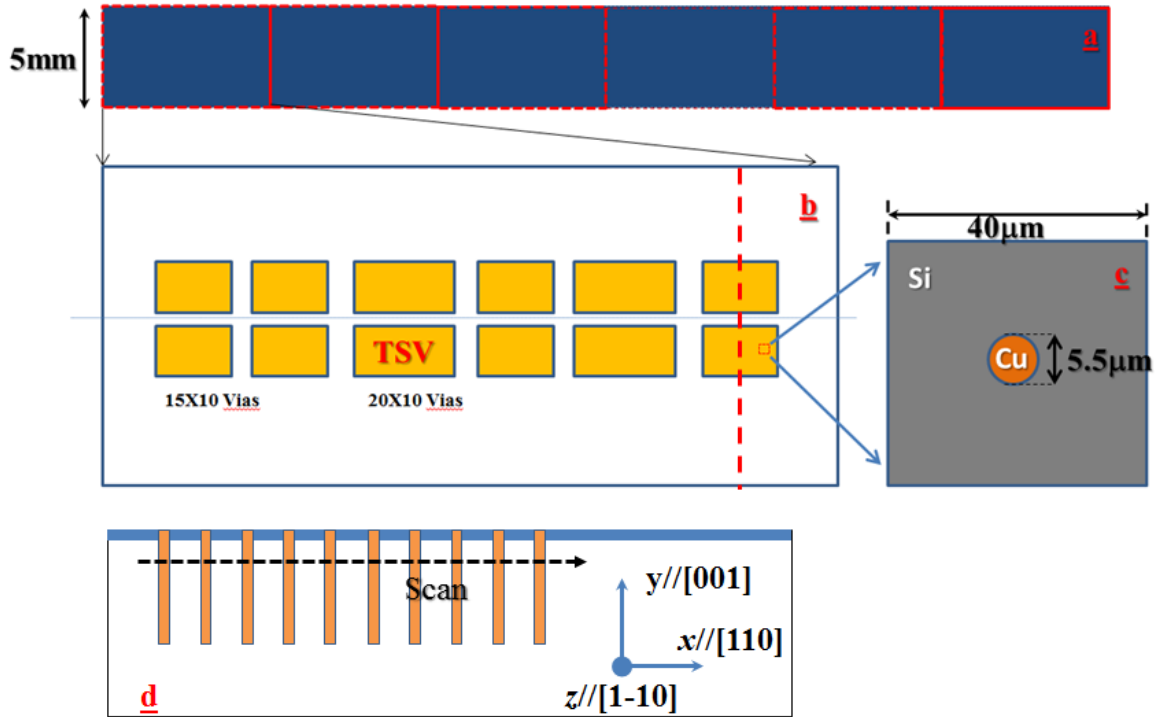 a
5mm
b
40μm
Si
c
Cu
5.5μm
TSV
15X10 Vias
20X10 Vias
Scan
y//[001]
x//[110]
z//[1-10]
d